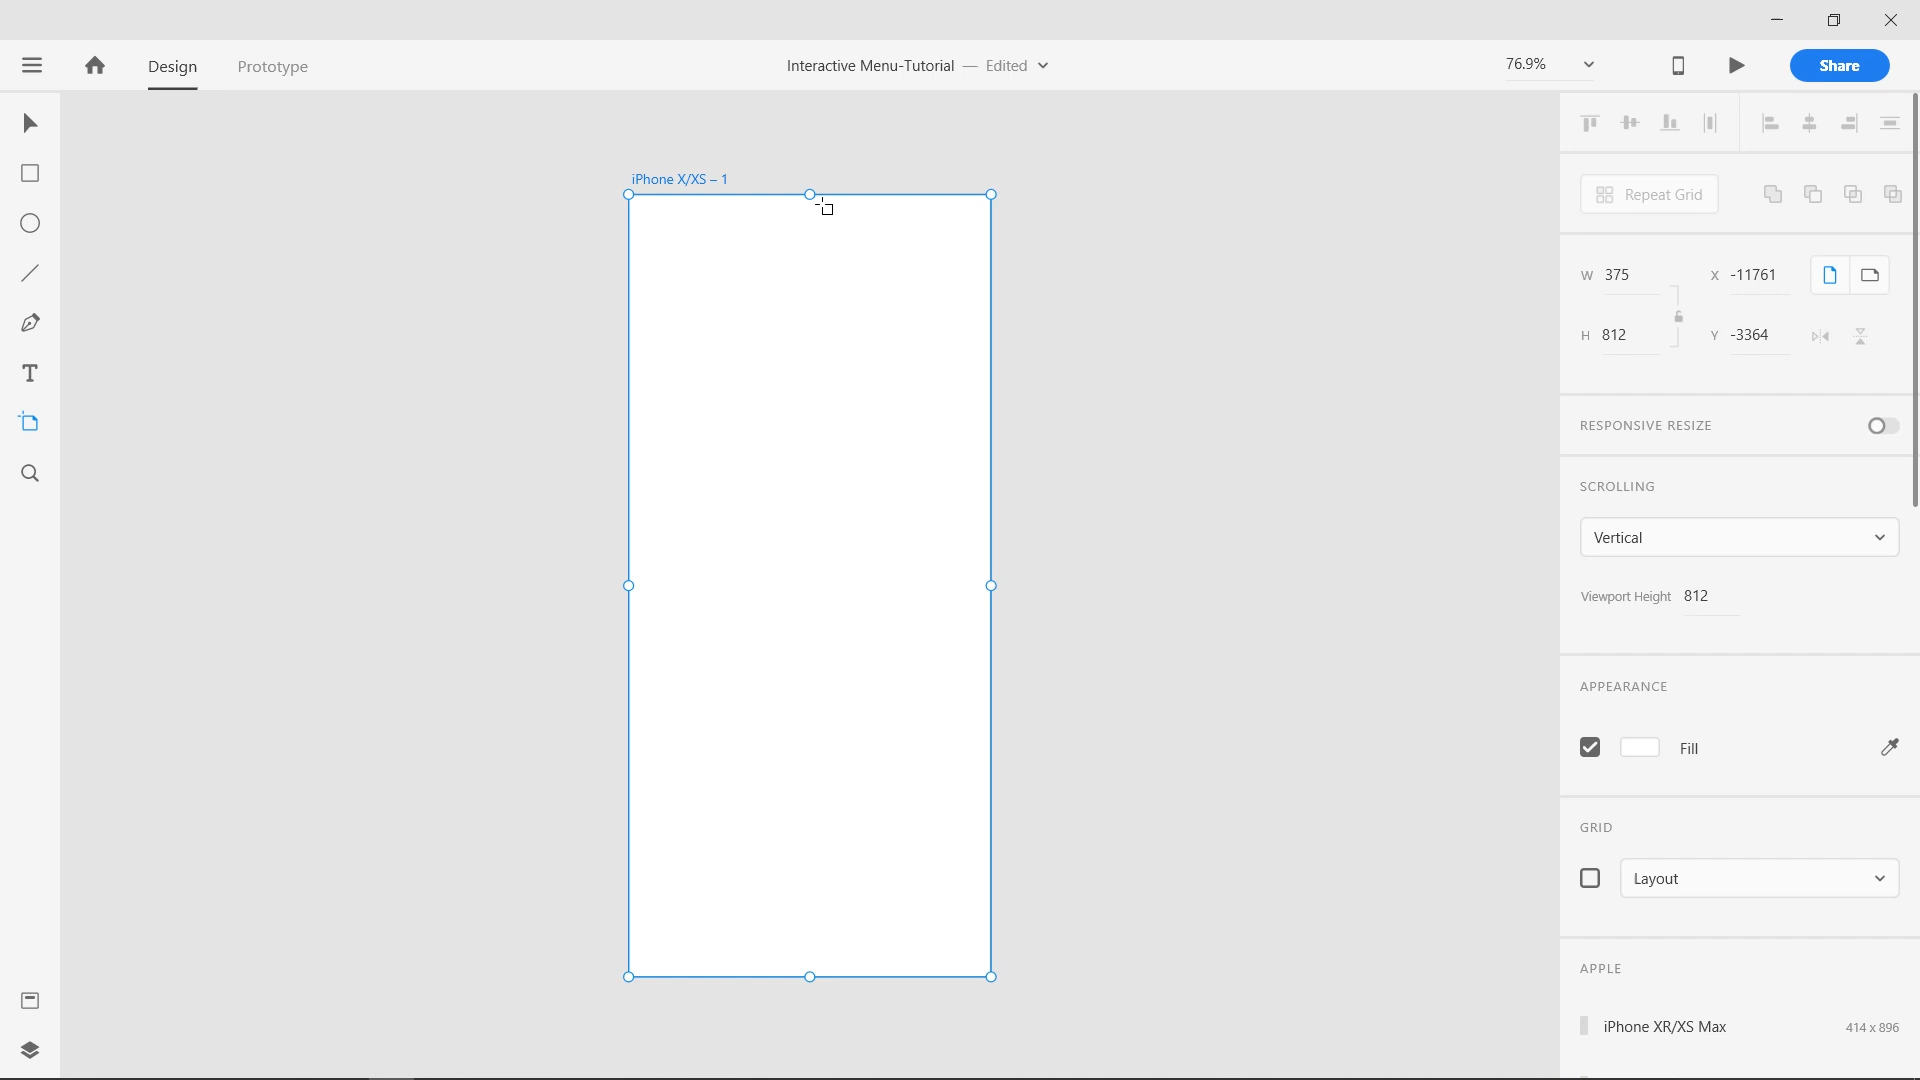 Design
Prototype
Interactive Menu-Tutorial — Edited
76.9%
Share
iPhone X/XS – 1
Repeat Grid
W 375
X -11761
H 812
Y -3364
RESPONSIVE RESIZE
SCROLLING
Vertical
Viewport Height 812
APPEARANCE
Fill
GRID
Layout
APPLE
iPhone XR/XS Max 414 x 896